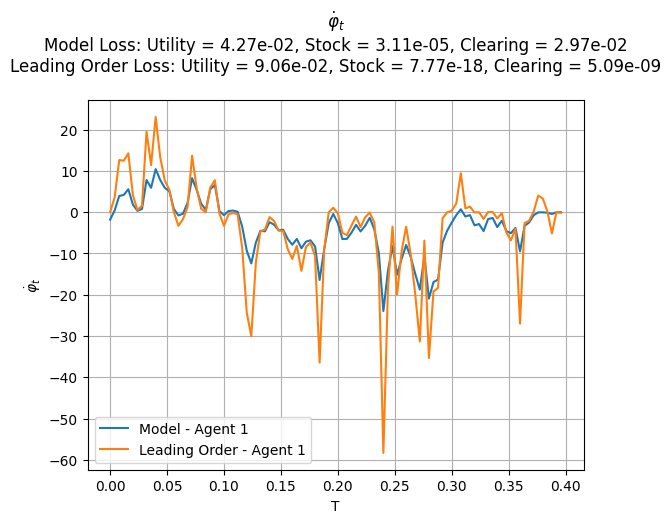 φ̇ₜ
Model Loss: Utility = 4.27e-02, Stock = 3.11e-05, Clearing = 2.97e-02
Leading Order Loss: Utility = 9.06e-02, Stock = 7.77e-18, Clearing = 5.09e-09
20
10
0
−10
−20
−30
−40
−50
−60
φ̇ₜ
Model - Agent 1
Leading Order - Agent 1
0.00 0.05 0.10 0.15 0.20 0.25 0.30 0.35 0.40
T